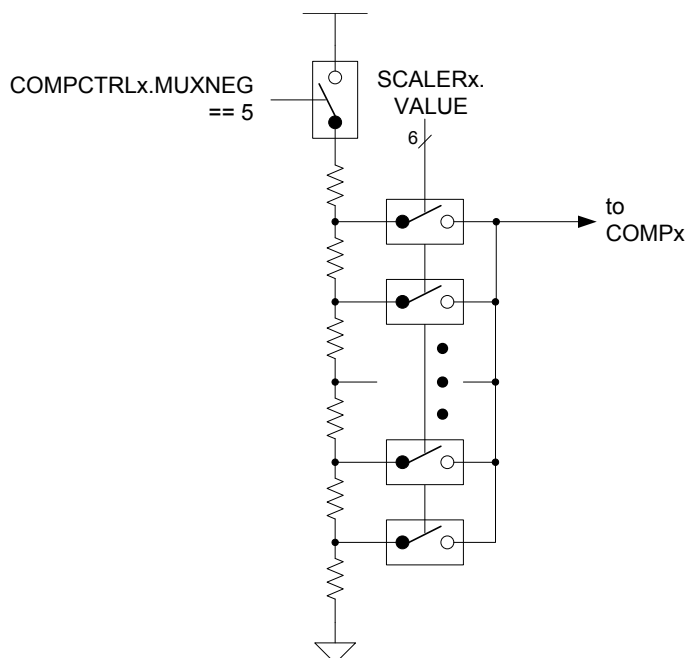 COMPCTRLx.MUXNEG
== 5
SCALERx.
VALUE
6
to
COMPx